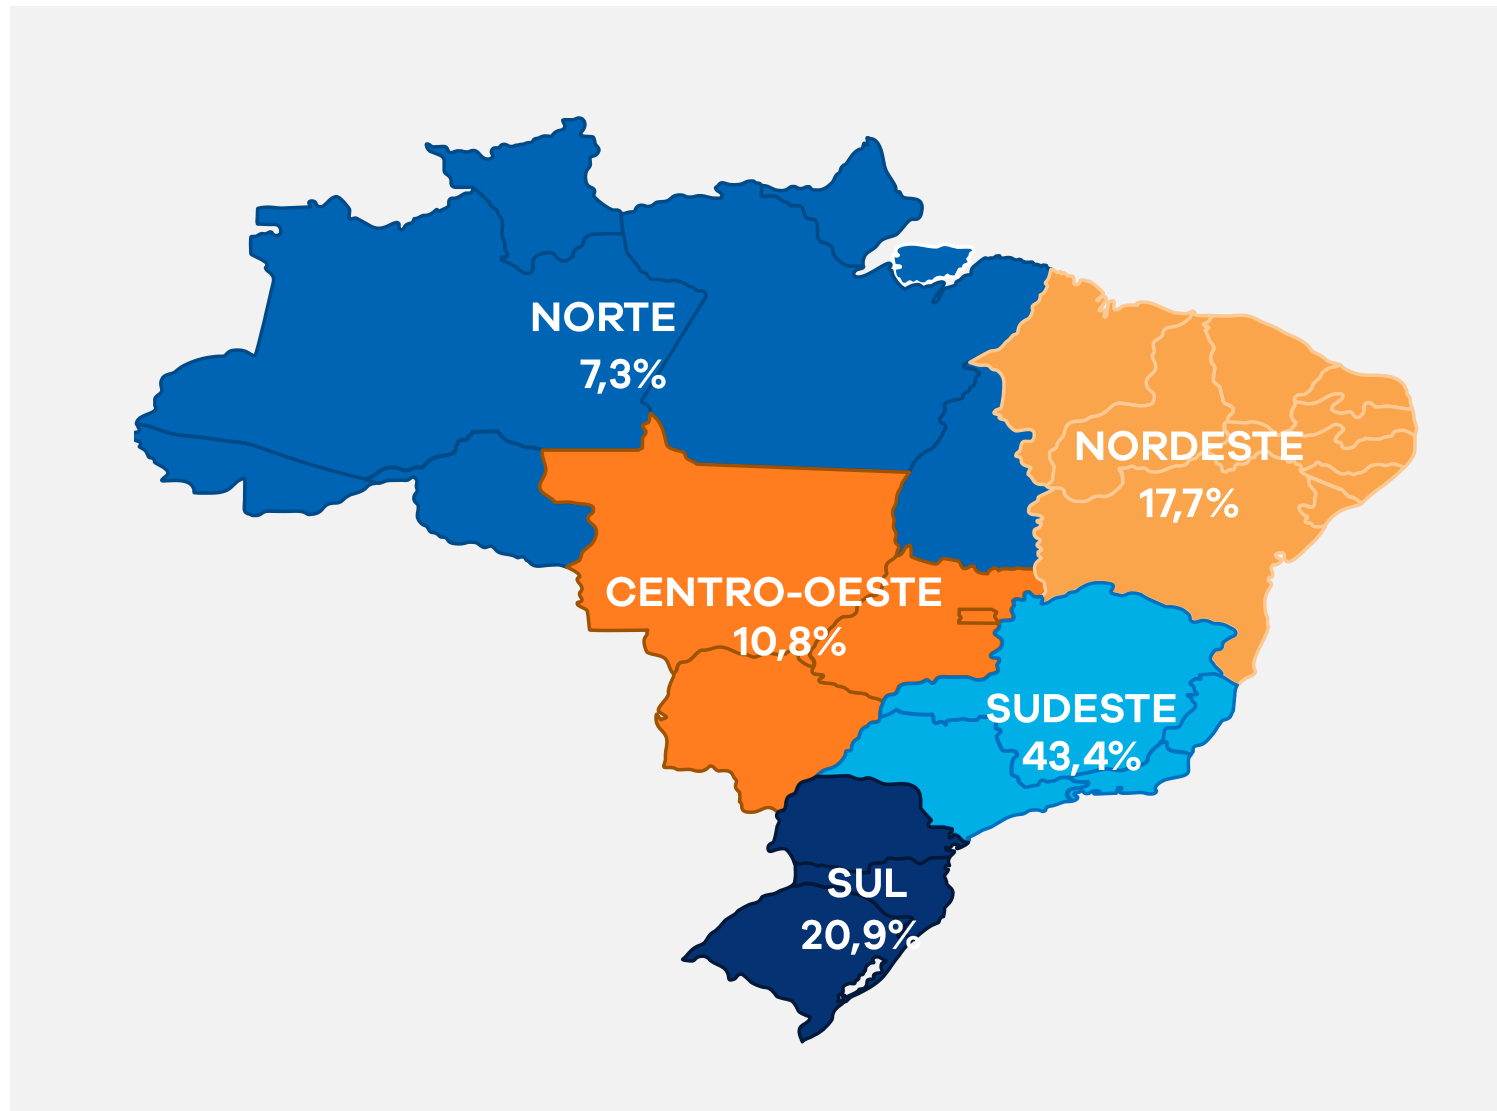 NORTE
7,3%
NORDESTE
17,7%
CENTRO-OESTE
10,8%
SUDESTE
43,4%
SUL
20,9%